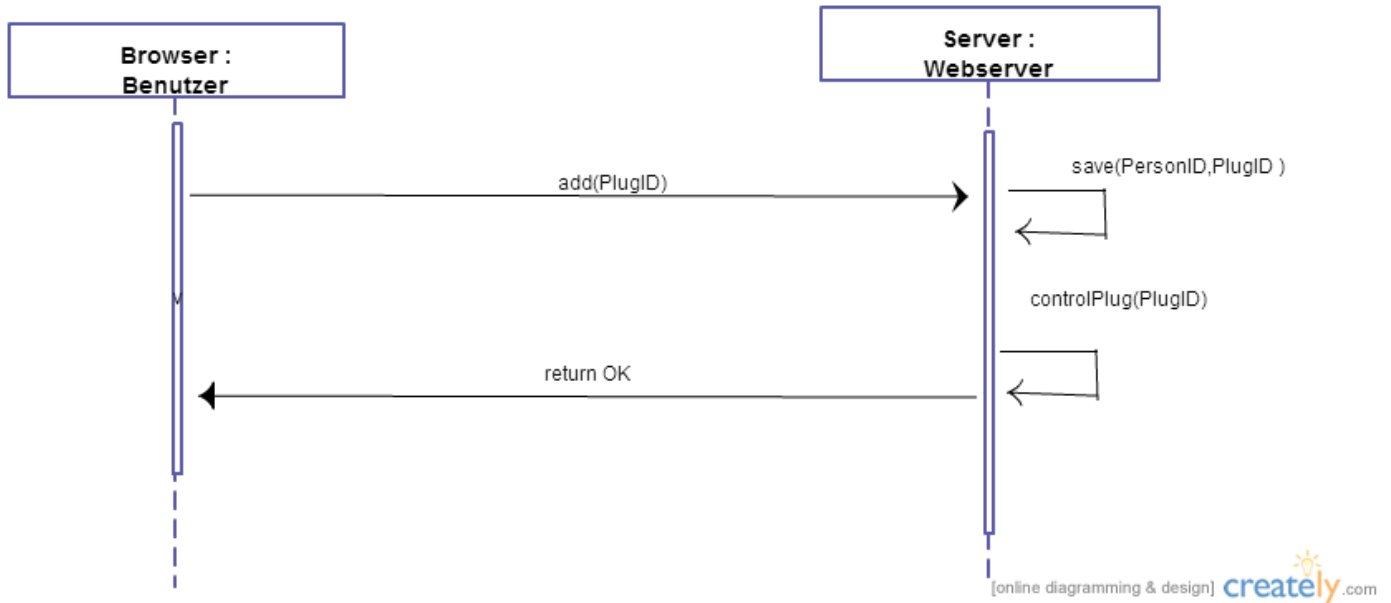 Browser :
Benutzer
Server :
Webserver
add(PlugID)
save(PersonID,PlugID )
v
controlPlug(PlugID)
return OK
[online diagramming & design] creately.com